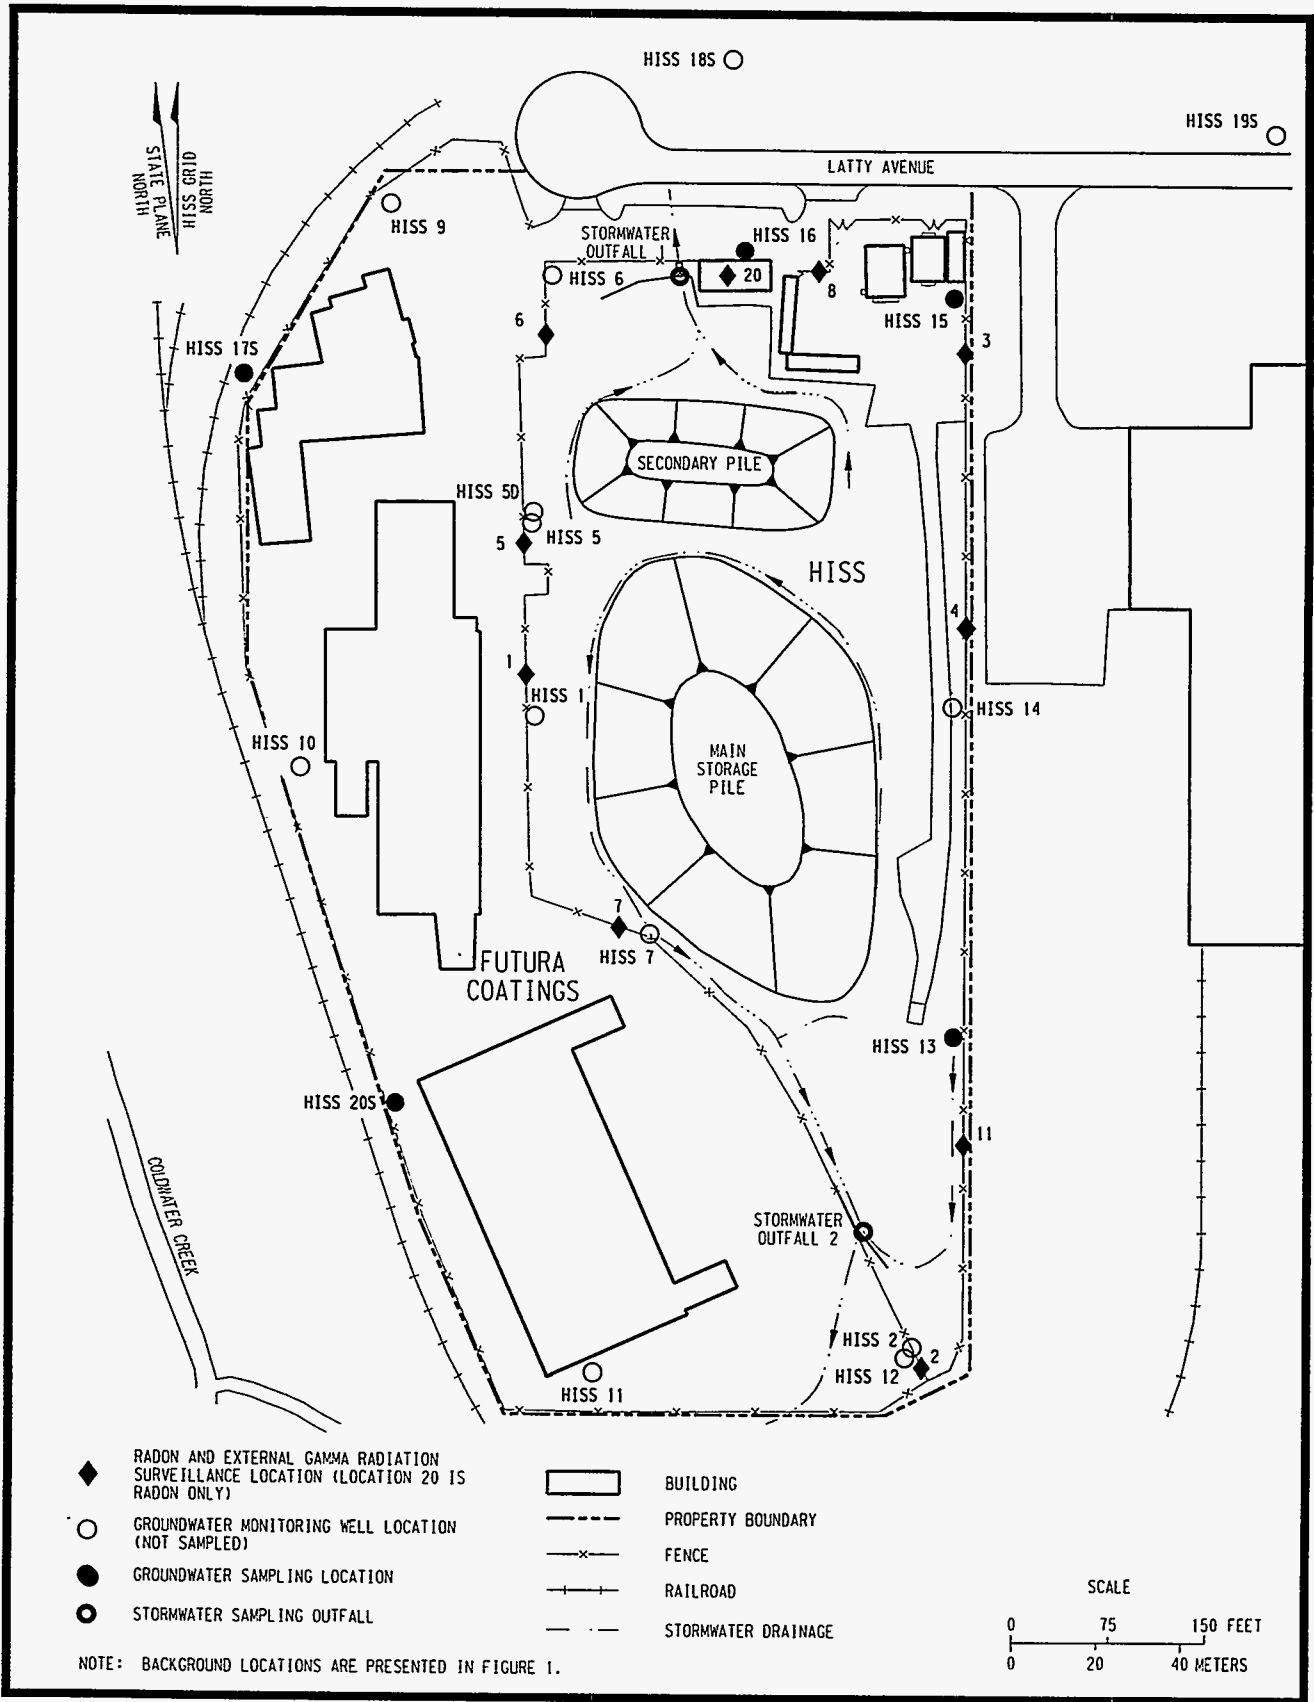 HISS 18S
HISS 19S
LATTY AVENUE
STATE PLANE
NORTH
HISS GRID
NORTH
HISS 9
STORMWATER
OUTFALL 1
HISS 16
HISS 6
20
8
HISS 15
6
3
HISS 17S
SECONDARY PILE
HISS 5D
HISS 5
5
HISS
4
1
HISS 1
HISS 14
HISS 10
MAIN
STORAGE
PILE
7
HISS 7
FUTURA
COATINGS
HISS 13
HISS 20S
11
COLDWATER CREEK
STORMWATER
OUTFALL 2
HISS 2
2
HISS 12
HISS 11
RADON AND EXTERNAL GAMMA RADIATION
SURVEILLANCE LOCATION (LOCATION 20 IS
RADON ONLY)
GROUNDWATER MONITORING WELL LOCATION
(NOT SAMPLED)
GROUNDWATER SAMPLING LOCATION
STORMWATER SAMPLING OUTFALL
BUILDING
PROPERTY BOUNDARY
FENCE
RAILROAD
STORMWATER DRAINAGE
SCALE
0 75 150 FEET
0 20 40 METERS
NOTE: BACKGROUND LOCATIONS ARE PRESENTED IN FIGURE 1.